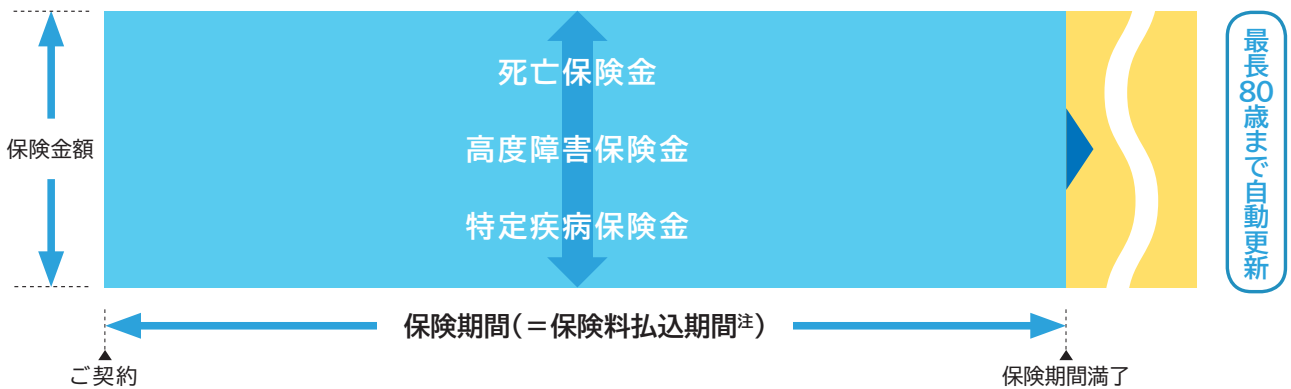 保険金額
死亡保険金
高度障害保険金
特定疾病保険金
最長80歳まで自動更新
保険期間(=保険料払込期間注)
ご契約
保険期間満了